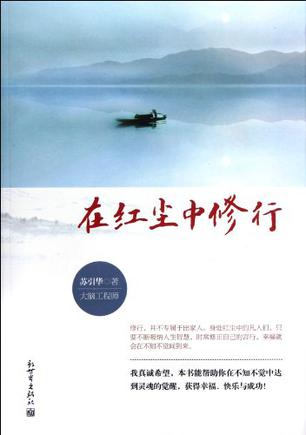 在红尘中修行
苏引华 著
大脑工程师
修行，并不专属于出家人。身处红尘中的凡人们，只
要不断吸纳人生智慧，时常修正自己的言行，幸福就
会在不知不觉间到来。
我真诚希望，本书能帮助你在不知不觉中达
到灵魂的觉醒，获得幸福、快乐与成功！
新世界出版社